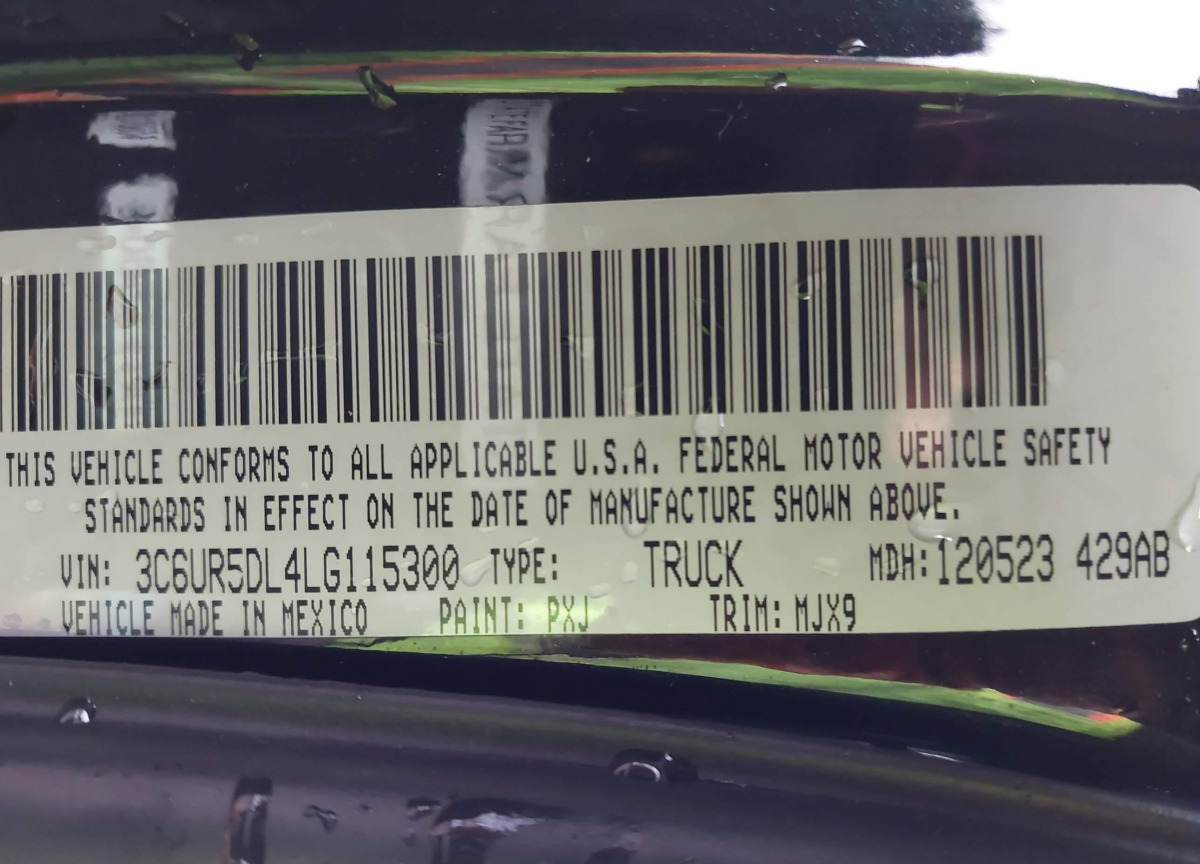 THIS VEHICLE CONFORMS TO ALL APPLICABLE U.S.A. FEDERAL MOTOR VEHICLE SAFETY
STANDARDS IN EFFECT ON THE DATE OF MANUFACTURE SHOWN ABOVE.
VIN: 3C6UR5DL4LG115300 TYPE: TRUCK MDH: 120523 429AB
VEHICLE MADE IN MEXICO PAINT: PXJ TRIM: MJX9